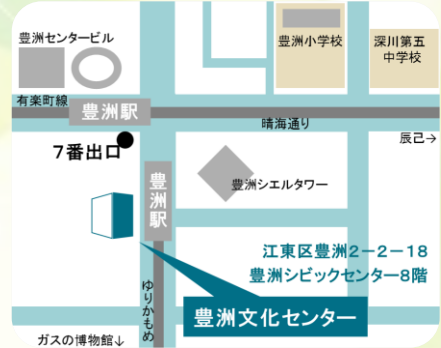 豊洲センタービル
豊洲小学校
深川第五
中学校
有楽町線
豊洲駅
晴海通り
辰己→
7番出口
豊洲駅
豊洲シエルタワー
江東区豊洲2-2-18
豊洲シビックセンター8階
ゆりかもめ
豊洲文化センター
ガスの博物館↓